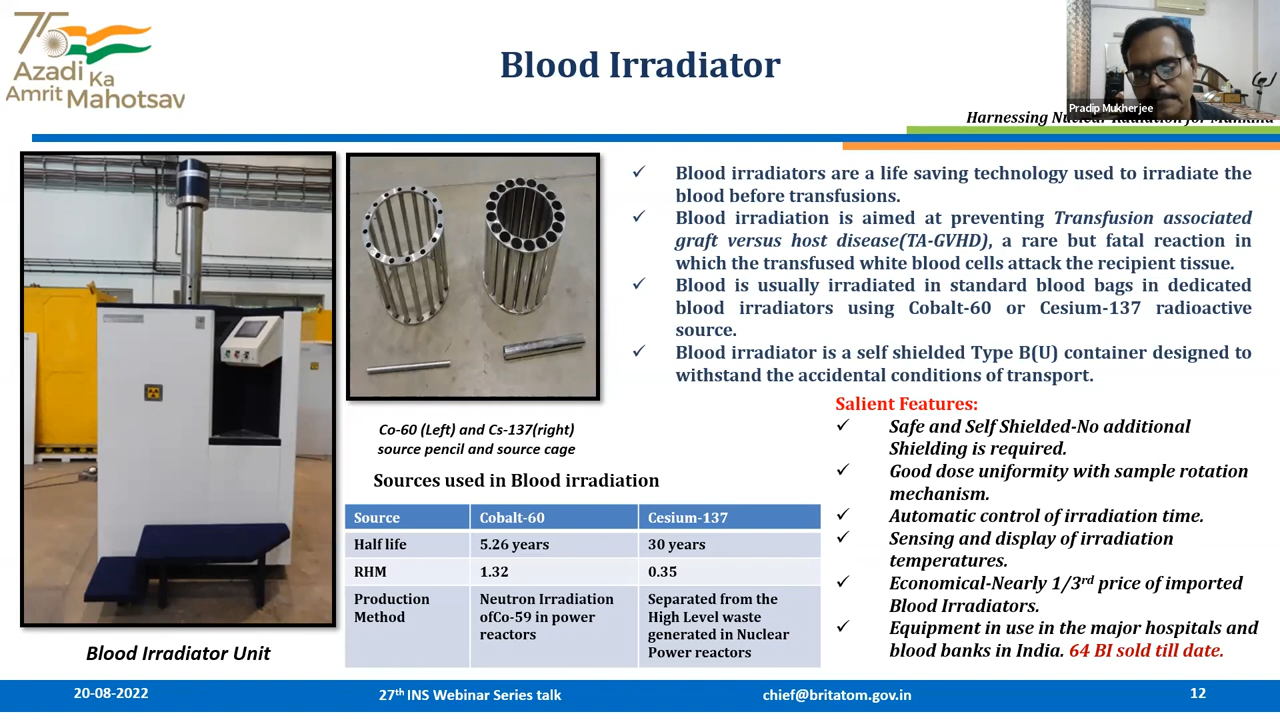 75
Azadi Ka
Amrit Mahotsav
Blood Irradiator
Pradip Mukherjee
Harnessing Nuclear Radiation for Mankind
✓ Blood irradiators are a life saving technology used to irradiate the
blood before transfusions.
✓ Blood irradiation is aimed at preventing Transfusion associated
graft versus host disease(TA-GVHD), a rare but fatal reaction in
which the transfused white blood cells attack the recipient tissue.
✓ Blood is usually irradiated in standard blood bags in dedicated
blood irradiators using Cobalt-60 or Cesium-137 radioactive
source.
✓ Blood irradiator is a self shielded Type B(U) container designed to
withstand the accidental conditions of transport.
Co-60 (Left) and Cs-137(right)
source pencil and source cage
Blood Irradiator Unit
Sources used in Blood irradiation
Source Cobalt-60 Cesium-137
Half life 5.26 years 30 years
RHM 1.32 0.35
Production Neutron Irradiation Separated from the
Method ofCo-59 in power High Level waste
reactors generated in Nuclear
Power reactors
Salient Features:
✓ Safe and Self Shielded-No additional
Shielding is required.
✓ Good dose uniformity with sample rotation
mechanism.
✓ Automatic control of irradiation time.
✓ Sensing and display of irradiation
temperatures.
✓ Economical-Nearly 1/3rd price of imported
Blood Irradiators.
✓ Equipment in use in the major hospitals and
blood banks in India. 64 BI sold till date.
20-08-2022 27th INS Webinar Series talk chief@britatom.gov.in 12